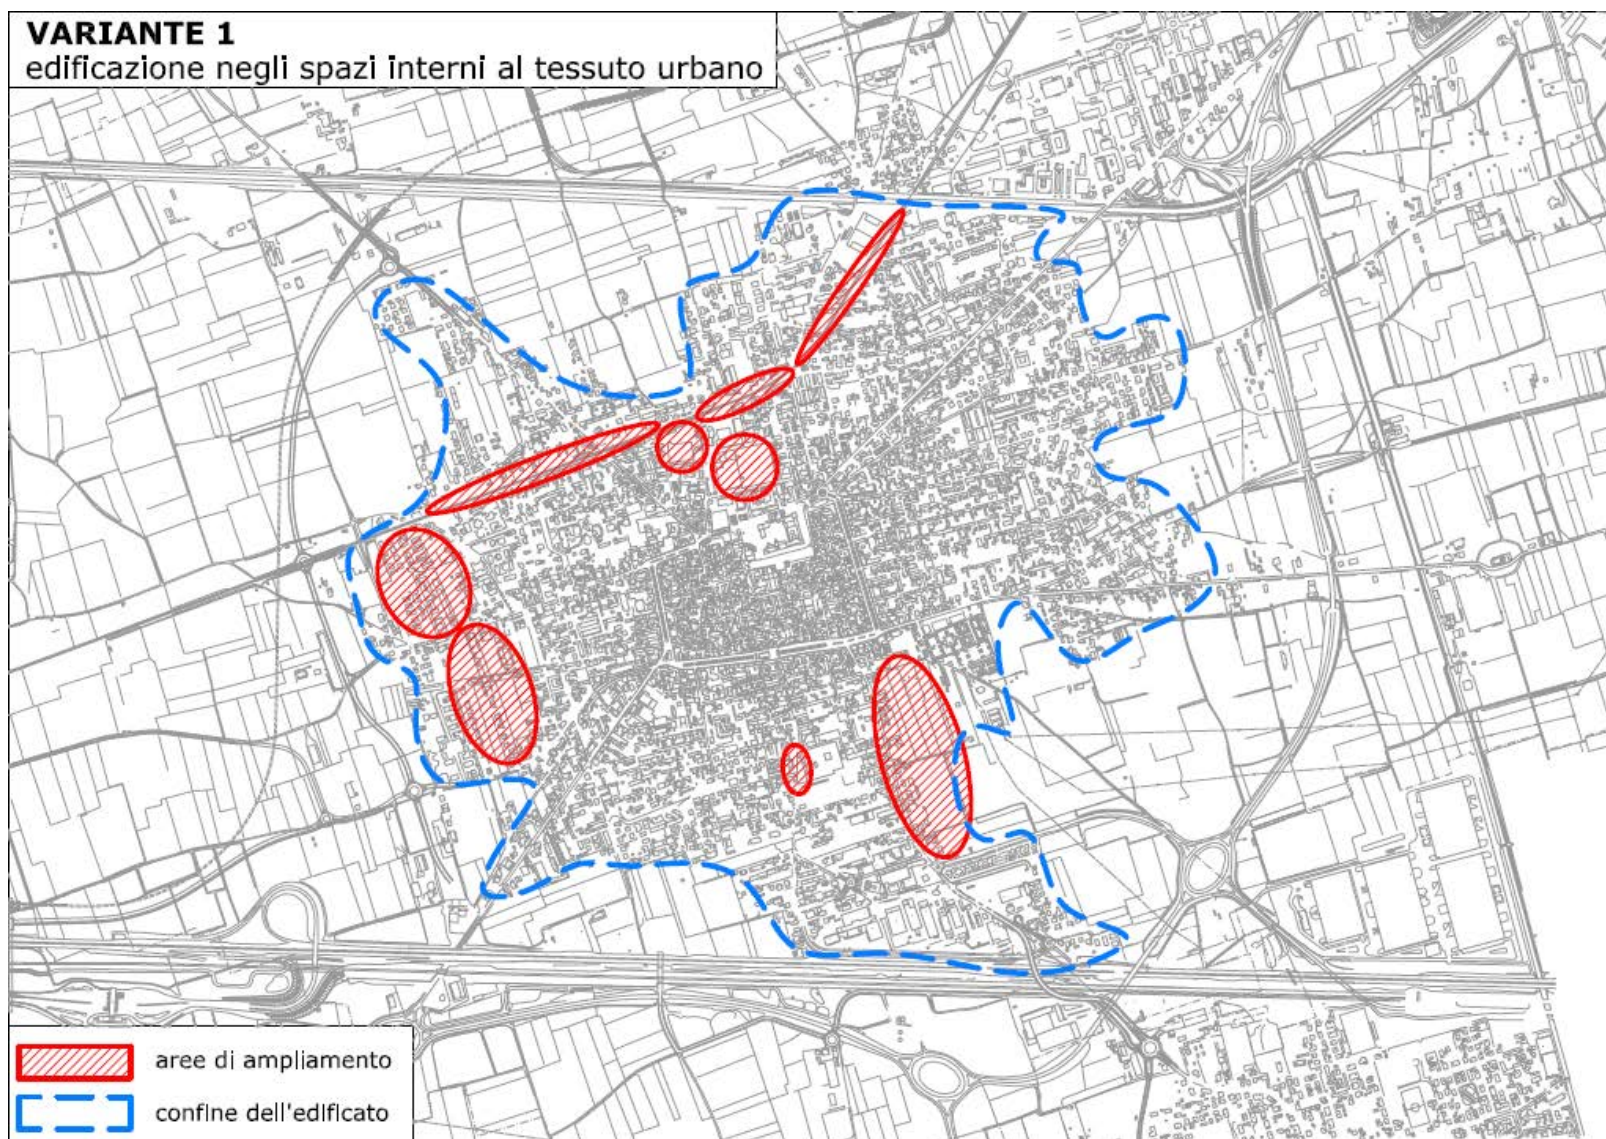 VARIANTE 1
edificazione negli spazi interni al tessuto urbano
aree di ampliamento
confine dell'edificato